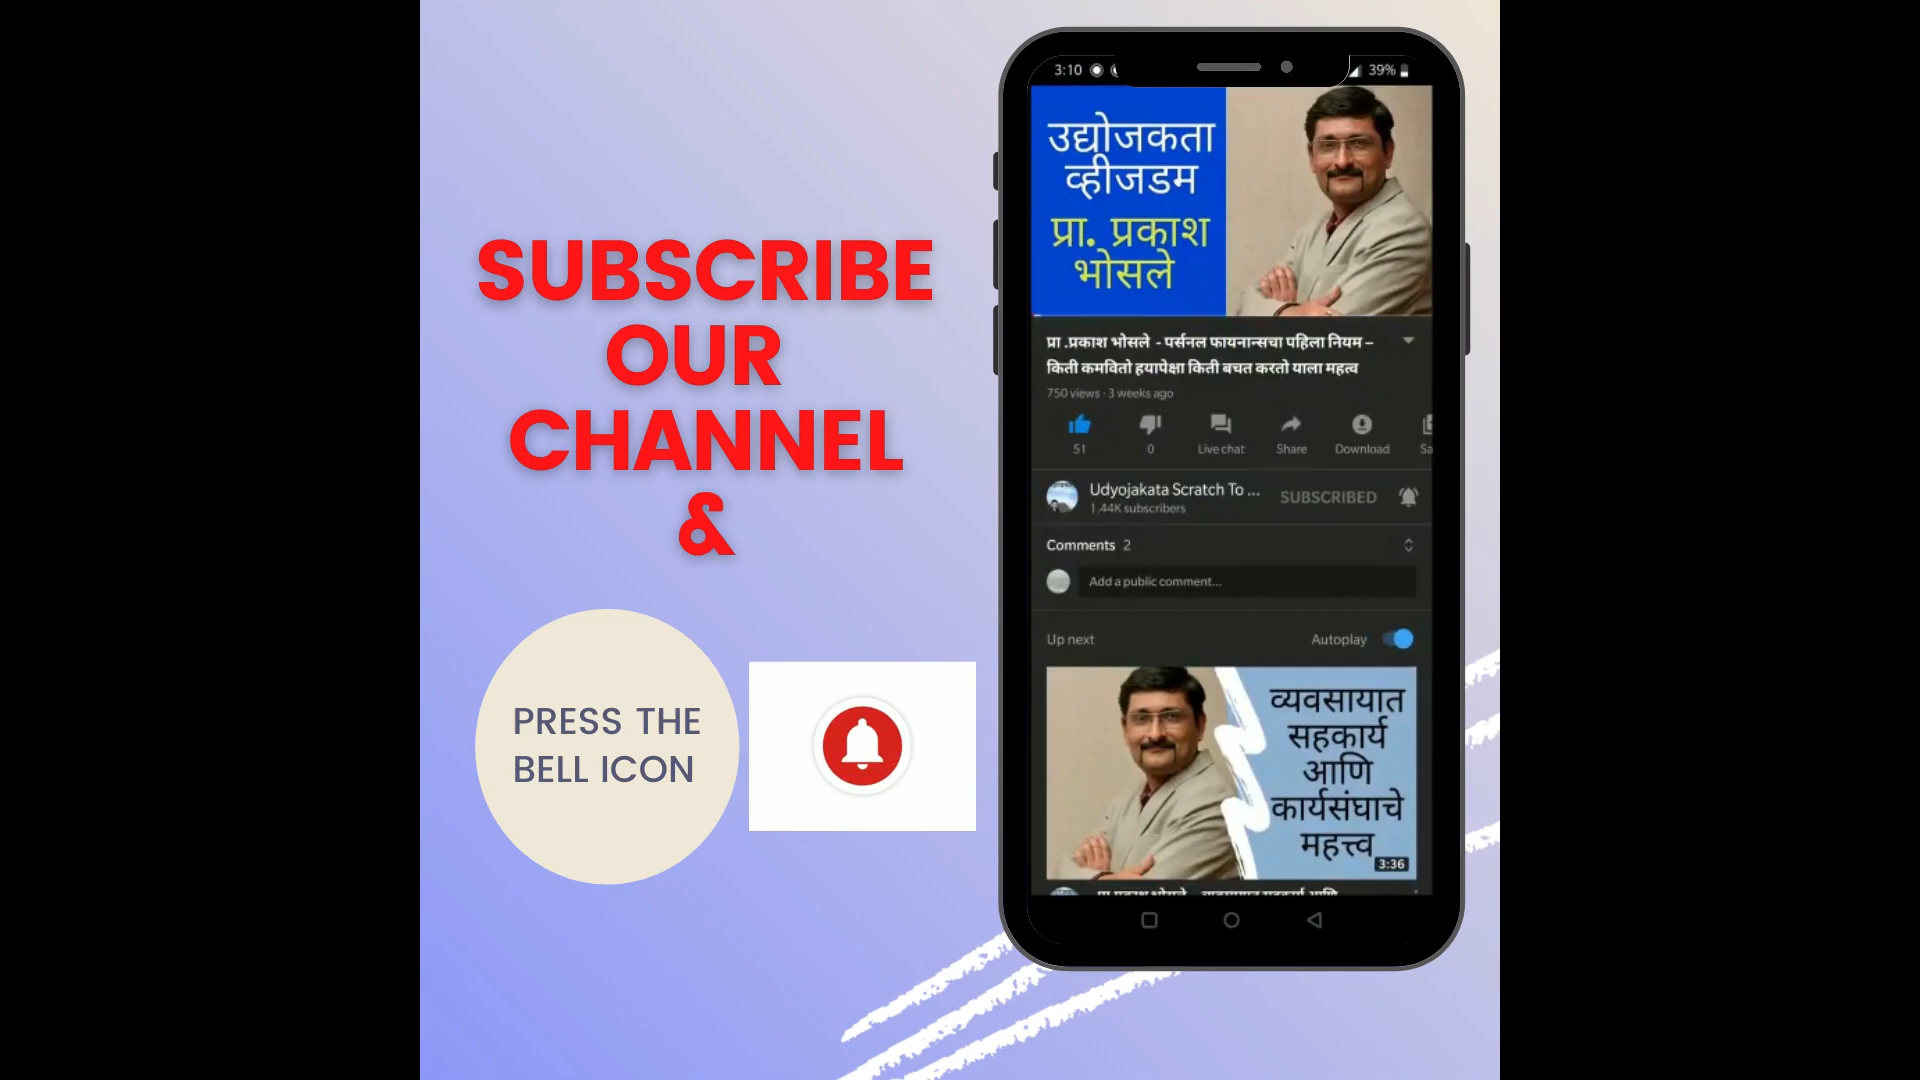 SUBSCRIBE
OUR
CHANNEL
&
PRESS THE
BELL ICON
3:10
39%
उद्योजकता
व्हीजडम
प्रा. प्रकाश
भोसले
प्रा .प्रकाश भोसले - पर्सनल फायनान्सचा पहिला नियम –
किती कमवितो हयापेक्षा किती बचत करतो याला महत्व
750 views · 3 weeks ago
51
0
Live chat
Share
Download
Sa
Udyojakata Scratch To ...
SUBSCRIBED
1.44K subscribers
Comments 2
Add a public comment...
Up next
Autoplay
व्यवसायात
सहकार्य
आणि
कार्यसंघाचे
महत्त्व
3:36